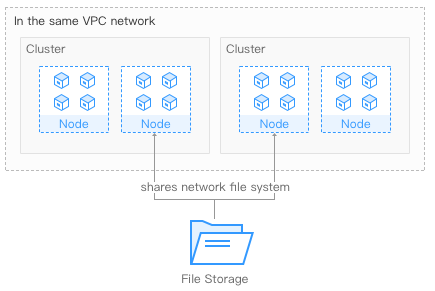 In the same VPC network
Cluster
Cluster
Node
Node
Node
Node
shares network file system
File Storage